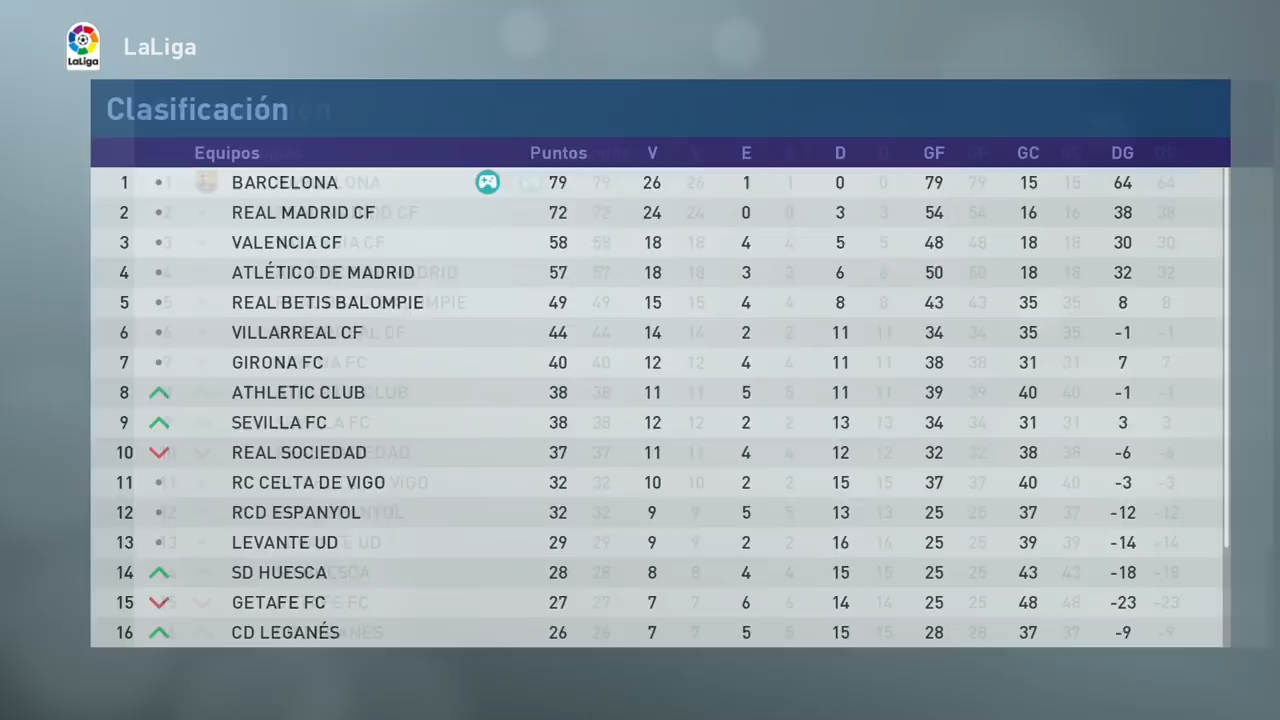 LaLiga LaLiga
Clasificación
Equipos Puntos V E D GF GC DG
1 BARCELONA 79 26 1 0 79 15 64
2 REAL MADRID CF 72 24 0 3 54 16 38
3 VALENCIA CF 58 18 4 5 48 18 30
4 ATLÉTICO DE MADRID 57 18 3 6 50 18 32
5 REAL BETIS BALOMPIE 49 15 4 8 43 35 8
6 VILLARREAL CF 44 14 2 11 34 35 -1
7 GIRONA FC 40 12 4 11 38 31 7
8 ATHLETIC CLUB 38 11 5 11 39 40 -1
9 SEVILLA FC 38 12 2 13 34 31 3
10 REAL SOCIEDAD 37 11 4 12 32 38 -6
11 RC CELTA DE VIGO 32 10 2 15 37 40 -3
12 RCD ESPANYOL 32 9 5 13 25 37 -12
13 LEVANTE UD 29 9 2 16 25 39 -14
14 SD HUESCA 28 8 4 15 25 43 -18
15 GETAFE FC 27 7 6 14 25 48 -23
16 CD LEGANÉS 26 7 5 15 28 37 -9